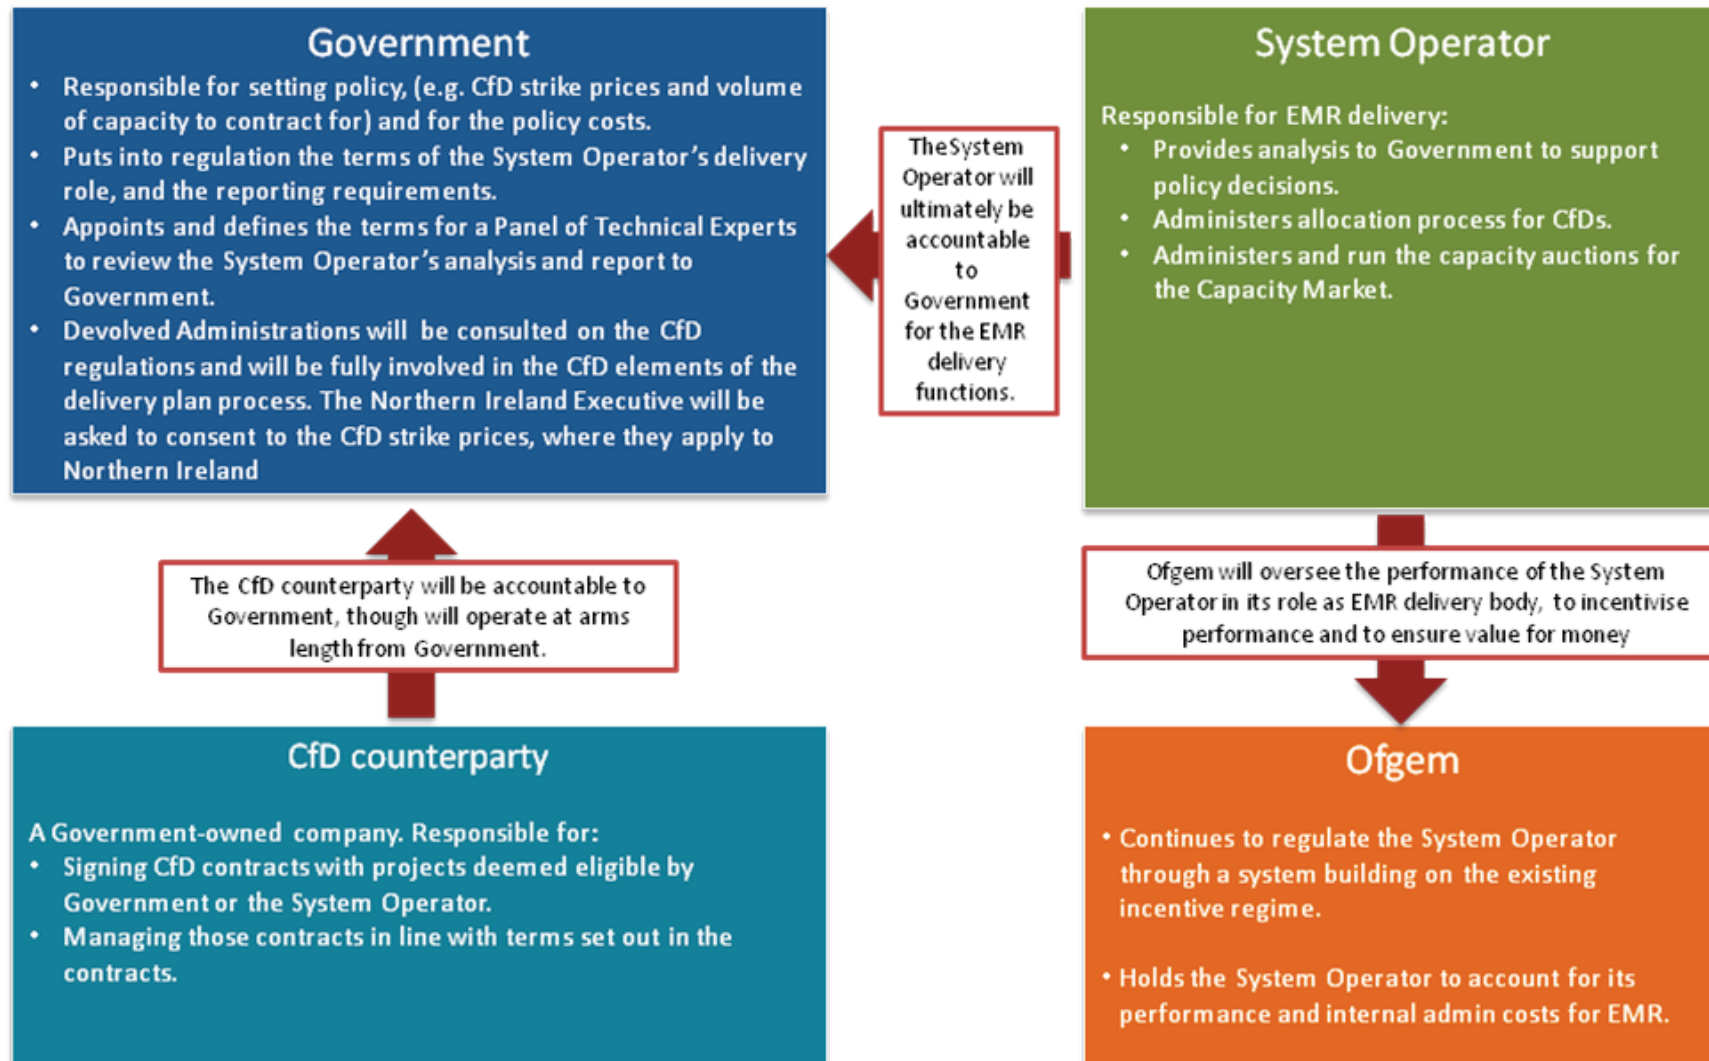 Government
• Responsible for setting policy, (e.g. CfD strike prices and volume
of capacity to contract for) and for the policy costs.
• Puts into regulation the terms of the System Operator's delivery
role, and the reporting requirements.
• Appoints and defines the terms for a Panel of Technical Experts
to review the System Operator's analysis and report to
Government.
• Devolved Administrations will be consulted on the CfD
regulations and will be fully involved in the CfD elements of the
delivery plan process. The Northern Ireland Executive will be
asked to consent to the CfD strike prices, where they apply to
Northern Ireland
The System
Operator will
ultimately be
accountable
to
Government
for the EMR
delivery
functions.
System Operator
Responsible for EMR delivery:
• Provides analysis to Government to support
policy decisions.
• Administers allocation process for CfDs.
• Administers and run the capacity auctions for
the Capacity Market.
The CfD counterparty will be accountable to
Government, though will operate at arms
length from Government.
Ofgem will oversee the performance of the System
Operator in its role as EMR delivery body, to incentivise
performance and to ensure value for money
CfD counterparty
A Government-owned company. Responsible for:
• Signing CfD contracts with projects deemed eligible by
Government or the System Operator.
• Managing those contracts in line with terms set out in the
contracts.
Ofgem
• Continues to regulate the System Operator
through a system building on the existing
incentive regime.
• Holds the System Operator to account for its
performance and internal admin costs for EMR.